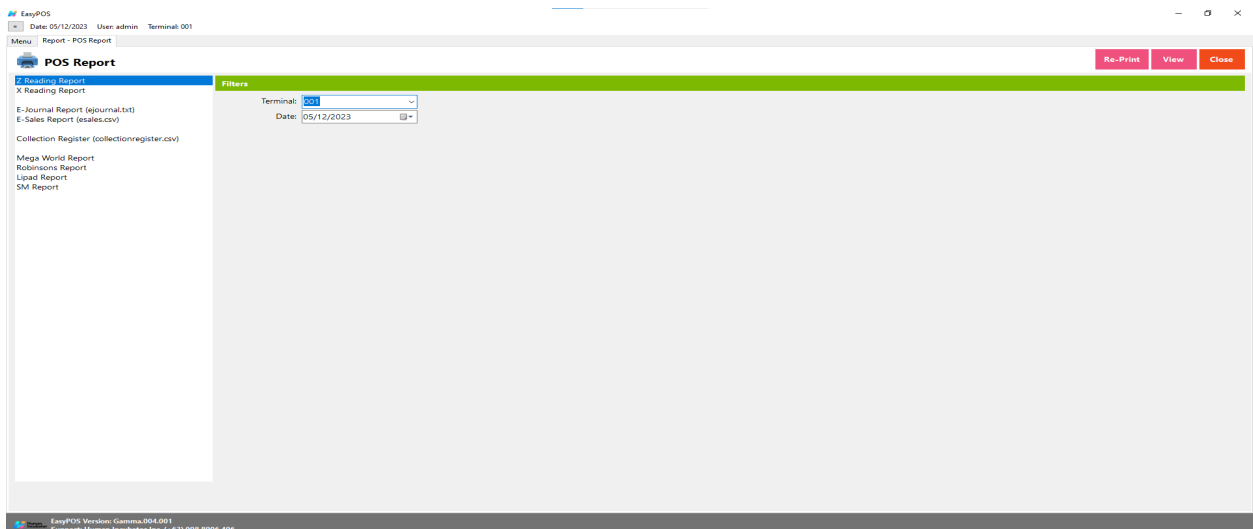 EasyPOS
Date: 05/12/2023 User: admin Terminal: 001
Menu Report - POS Report
POS Report
Re-Print View Close
Z Reading Report
X Reading Report
E-Journal Report (ejournal.txt)
E-Sales Report (esales.csv)
Collection Register (collectionregister.csv)
Mega World Report
Robinsons Report
Lipad Report
SM Report
Filters
Terminal: 001
Date: 05/12/2023
EasyPOS Version: Gamma.004.001